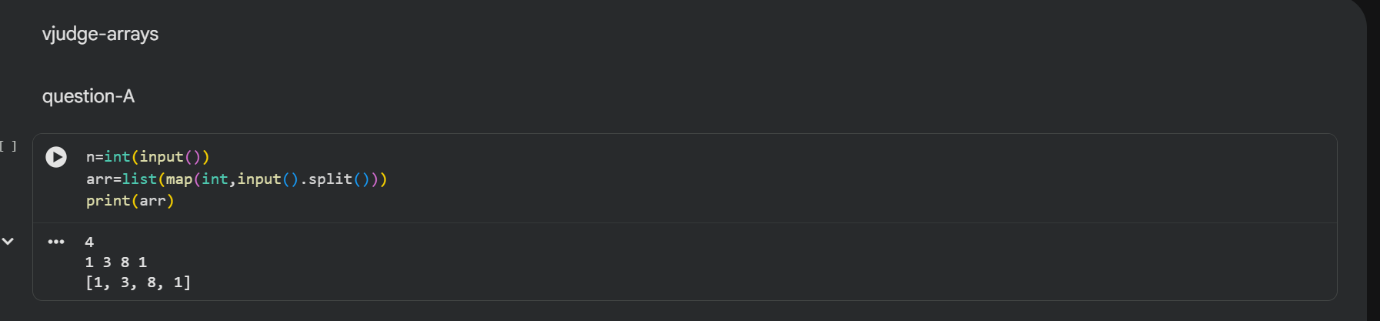 vjudge-arrays
question-A
[ ]
n=int(input())
arr=list(map(int,input().split()))
print(arr)
4
1 3 8 1
[1, 3, 8, 1]